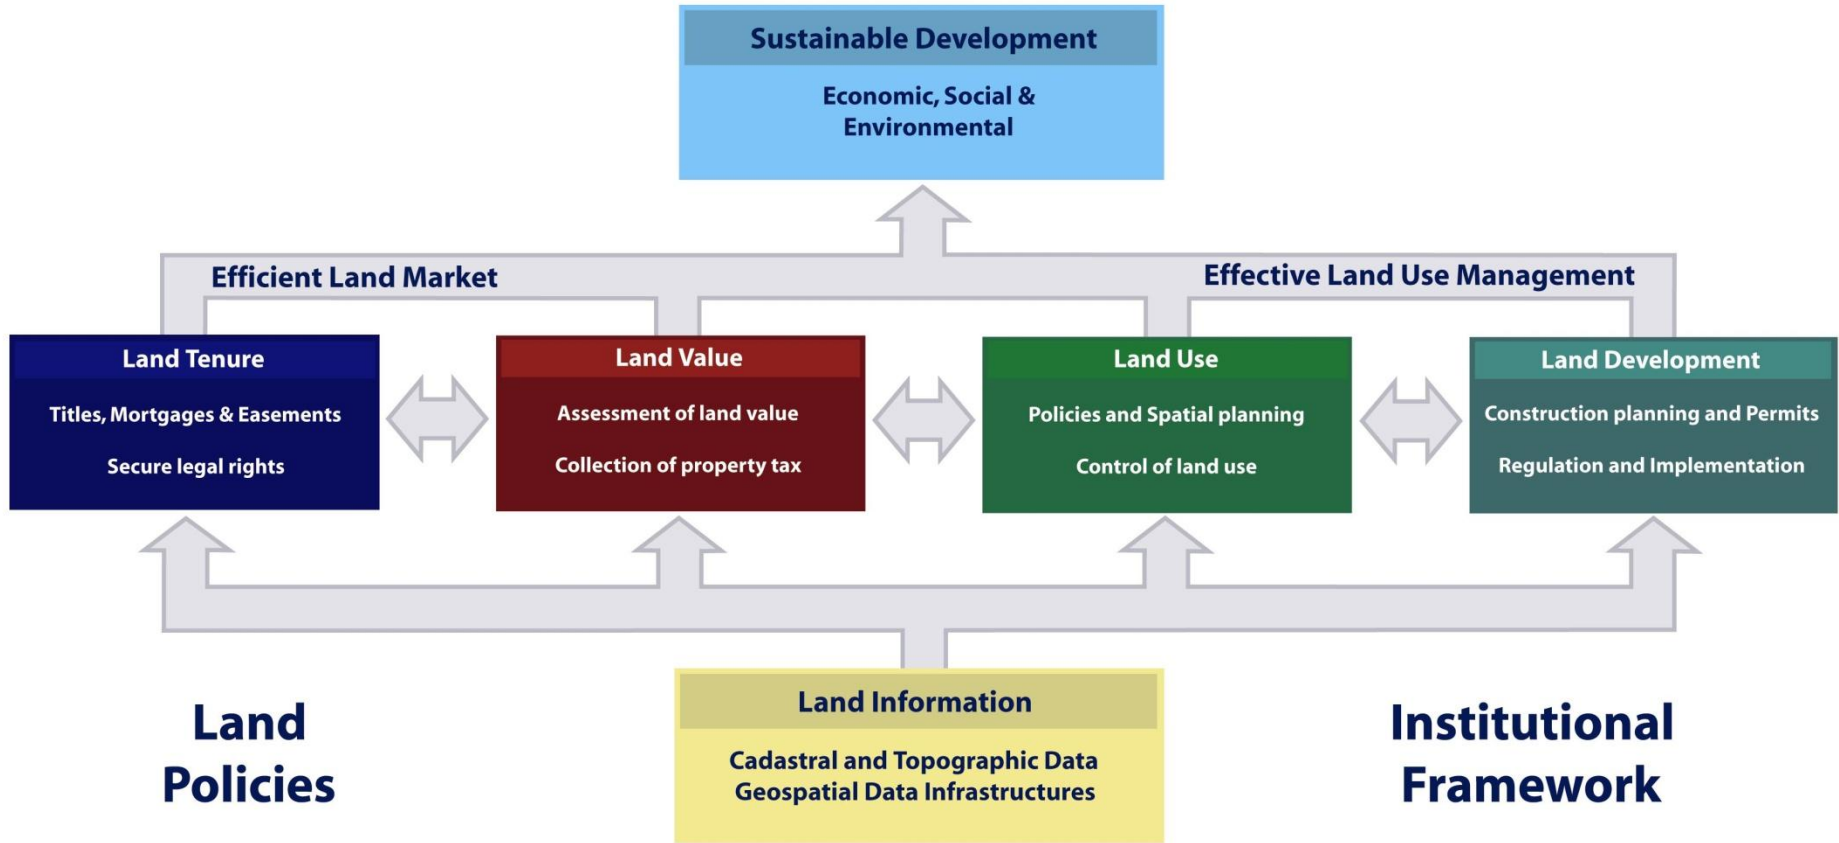 Sustainable Development
Economic, Social &
Environmental
Efficient Land Market
Effective Land Use Management
Land Tenure
Titles, Mortgages & Easements
Secure legal rights
Land Value
Assessment of land value
Collection of property tax
Land Use
Policies and Spatial planning
Control of land use
Land Development
Construction planning and Permits
Regulation and Implementation
Land
Policies
Land Information
Cadastral and Topographic Data
Geospatial Data Infrastructures
Institutional
Framework